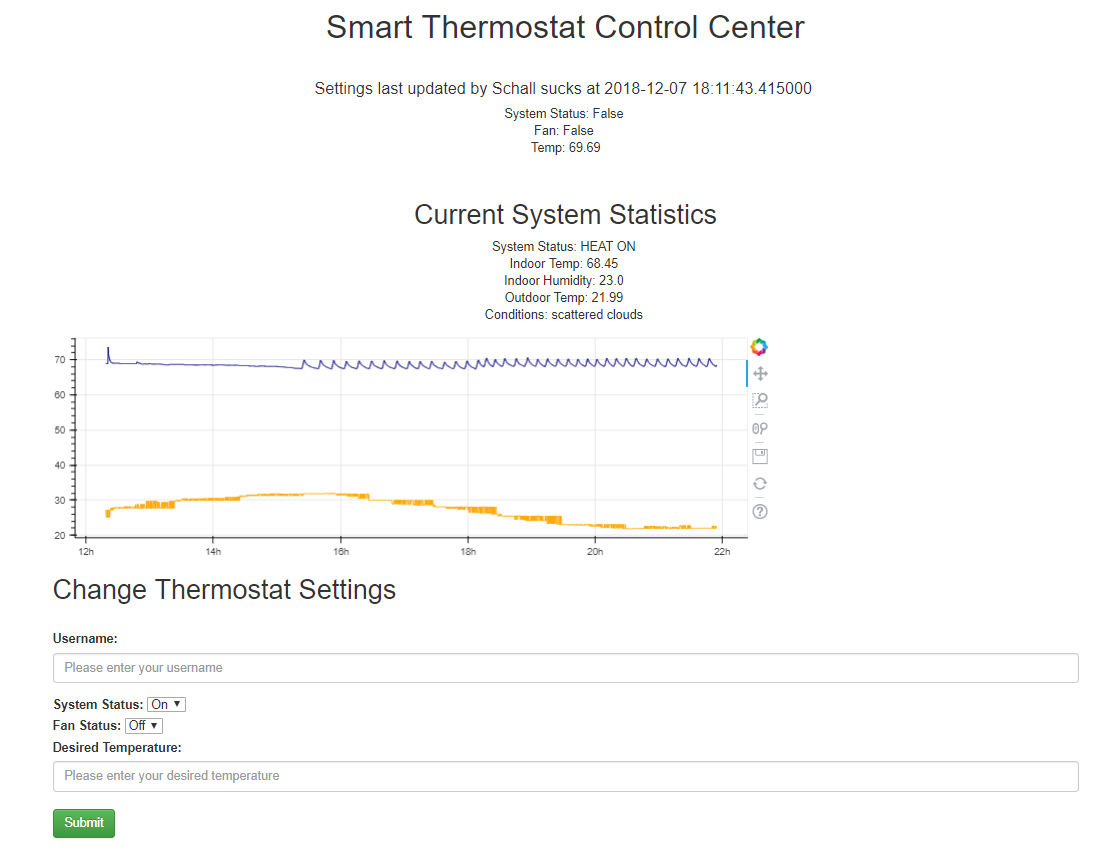 Smart Thermostat Control Center
Settings last updated by Schall sucks at 2018-12-07 18:11:43.415000
System Status: False
Fan: False
Temp: 69.69
Current System Statistics
System Status: HEAT ON
Indoor Temp: 68.45
Indoor Humidity: 23.0
Outdoor Temp: 21.99
Conditions: scattered clouds
70
60
50
40
30
20
12h 14h 16h 18h 20h 22h
Change Thermostat Settings
Username:
Please enter your username
System Status: On
Fan Status: Off
Desired Temperature:
Please enter your desired temperature
Submit